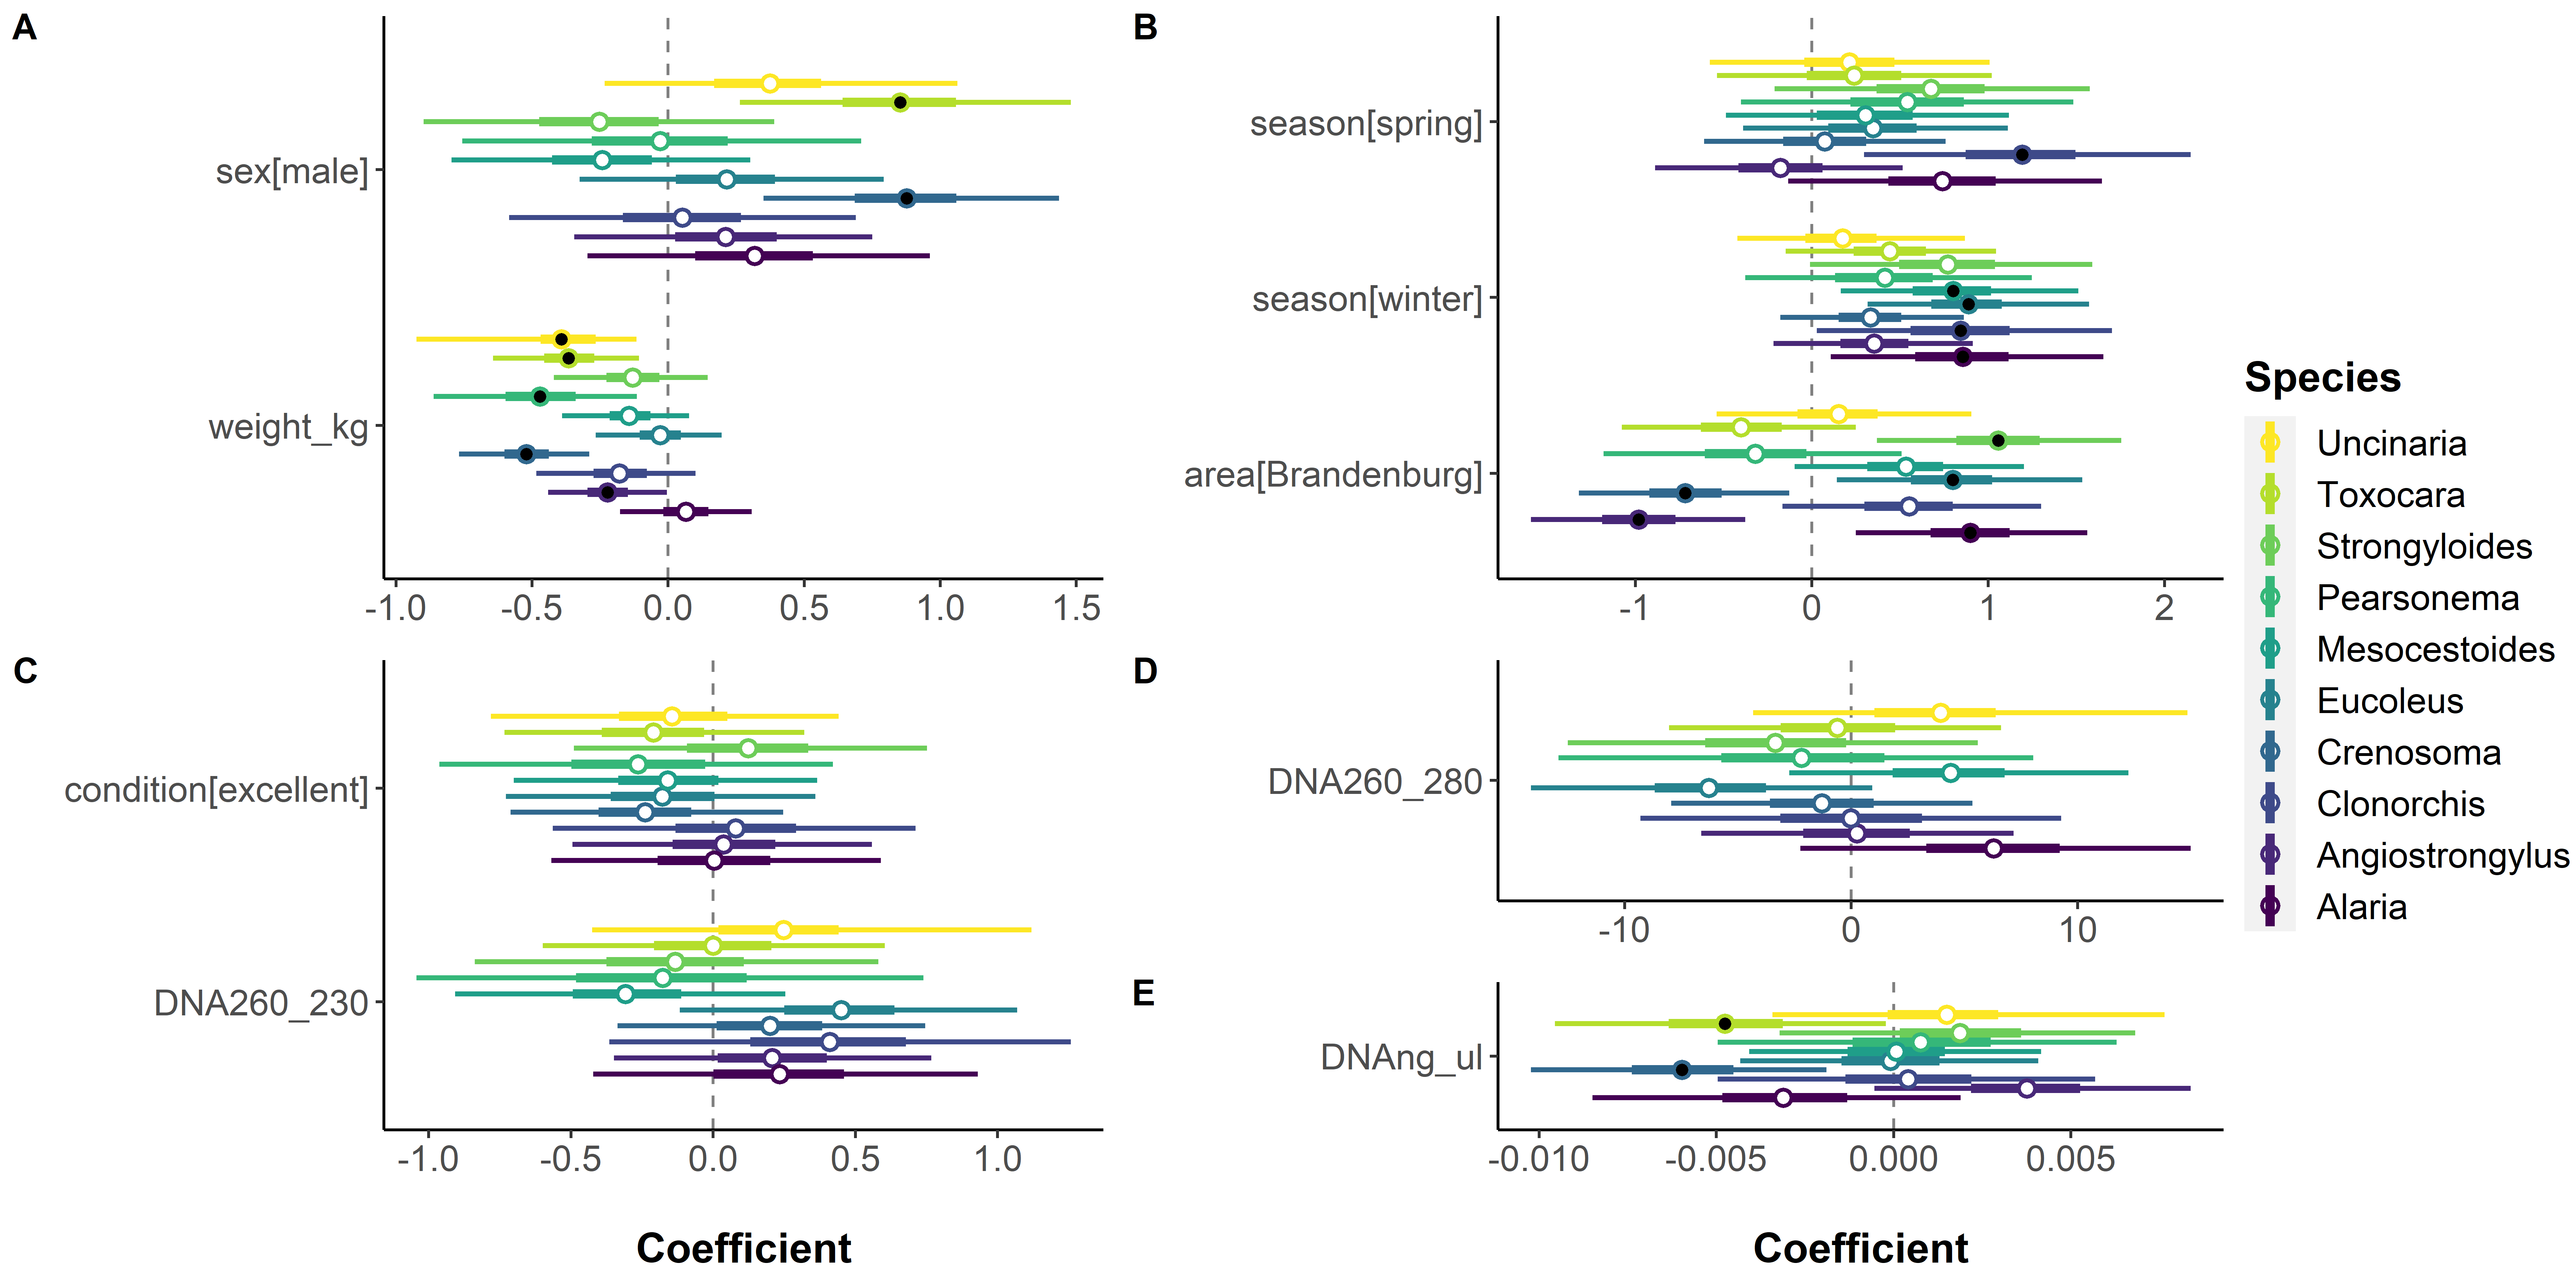 A
sex[male]
weight_kg
-1.0 -0.5 0.0 0.5 1.0 1.5
B
season[spring]
season[winter]
area[Brandenburg]
-1 0 1 2
C
condition[excellent]
DNA260_230
-1.0 -0.5 0.0 0.5 1.0
Coefficient
D
DNA260_280
-10 0 10
E
DNAng_ul
-0.010 -0.005 0.000 0.005
Coefficient
Species
Uncinaria
Toxocara
Strongyloides
Pearsonema
Mesocestoides
Eucoleus
Crenosoma
Clonorchis
Angiostrongylus
Alaria